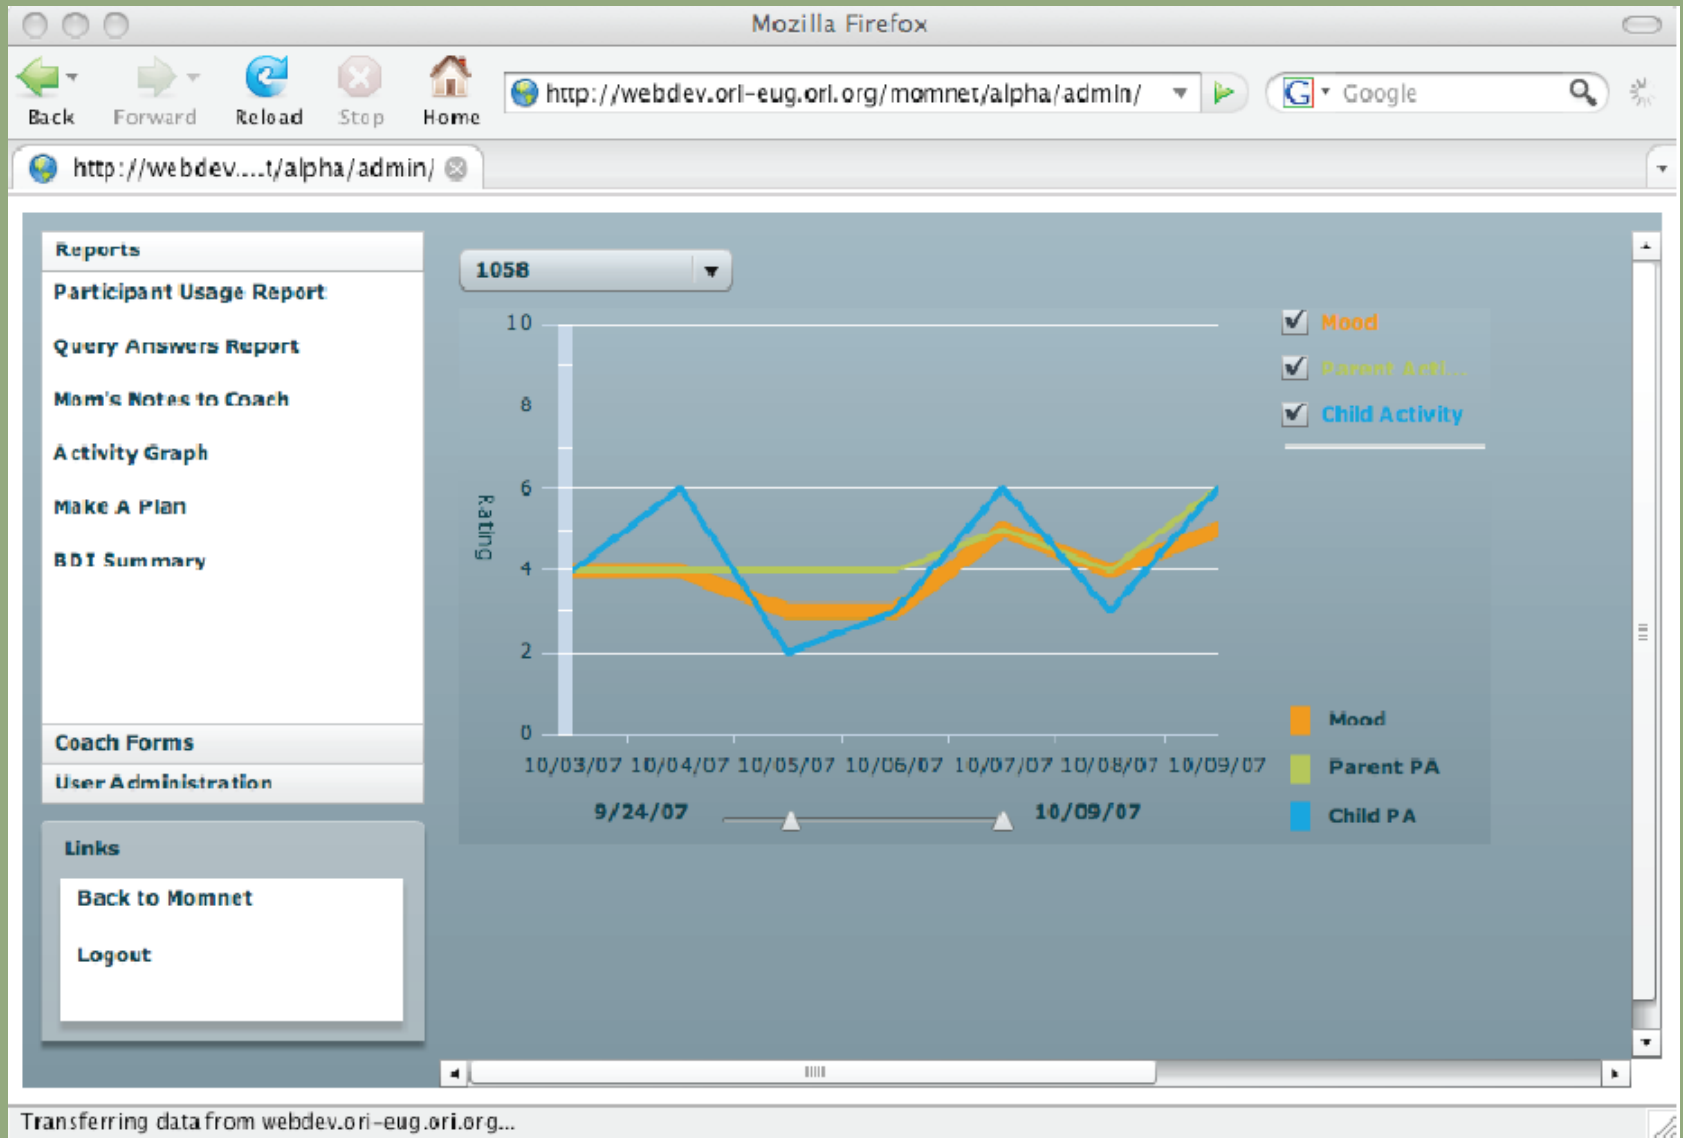 Mozilla Firefox
Back Forward Reload Stop Home http://webdev.ori-eug.ori.org/momnet/alpha/admin/ G Google
http://webdev....t/alpha/admin/
Reports
Participant Usage Report
Query Answers Report
Mom's Notes to Coach
Activity Graph
Make A Plan
BDI Summary
Coach Forms
User Administration
Links
Back to Momnet
Logout
1058
10
8
6
4
2
0
Rating
10/03/07 10/04/07 10/05/07 10/06/07 10/07/07 10/08/07 10/09/07
9/24/07 10/09/07
Mood
Parent Acti...
Child Activity
Mood
Parent PA
Child PA
Transferring data from webdev.ori-eug.ori.org...